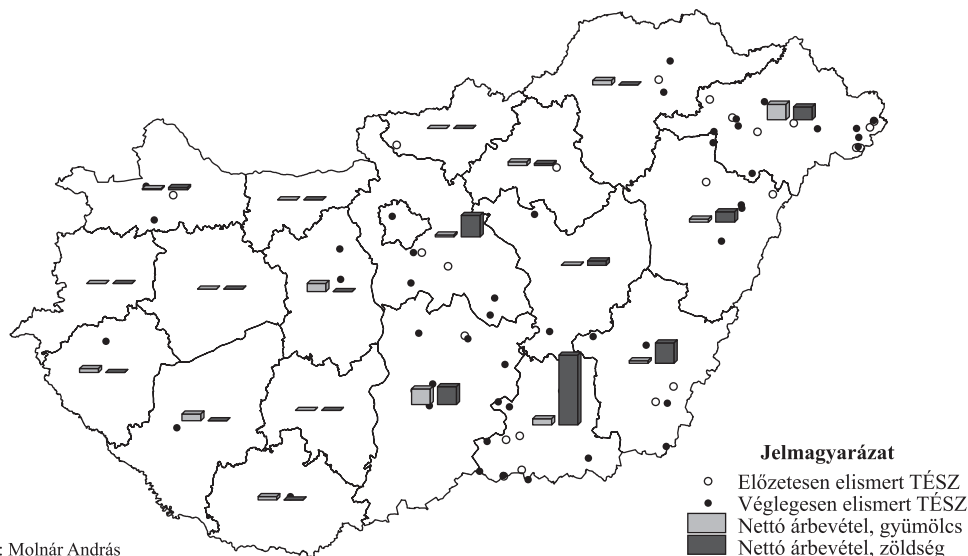 Jelmagyarázat
Előzetesen elismert TÉSZ
Véglegesen elismert TÉSZ
Nettó árbevétel, gyümölcs
Nettó árbevétel, zöldség
: Molnár András